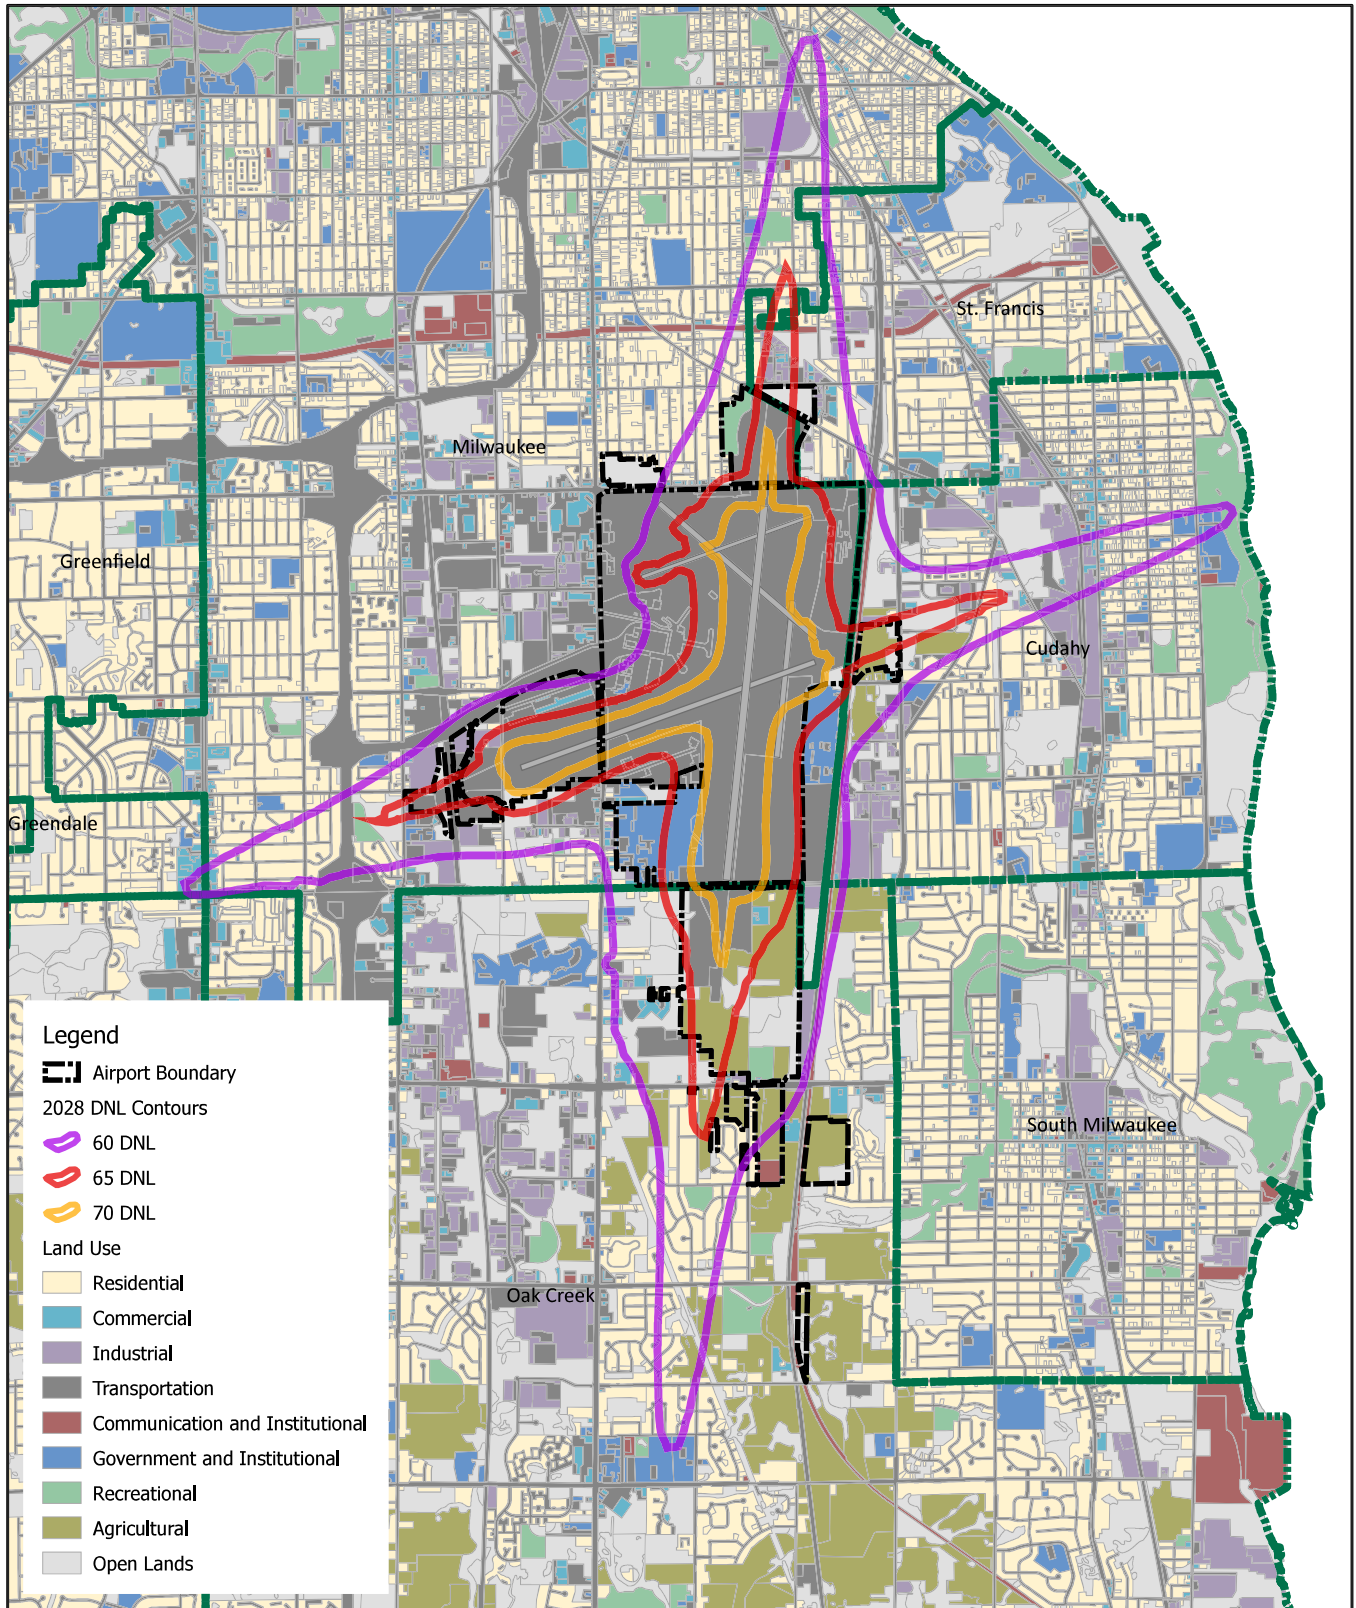 St. Francis
Milwaukee
Greenfield
Cudahy
Greendale
South Milwaukee
Oak Creek
Legend
Airport Boundary
2028 DNL Contours
60 DNL
65 DNL
70 DNL
Land Use
Residential
Commercial
Industrial
Transportation
Communication and Institutional
Government and Institutional
Recreational
Agricultural
Open Lands